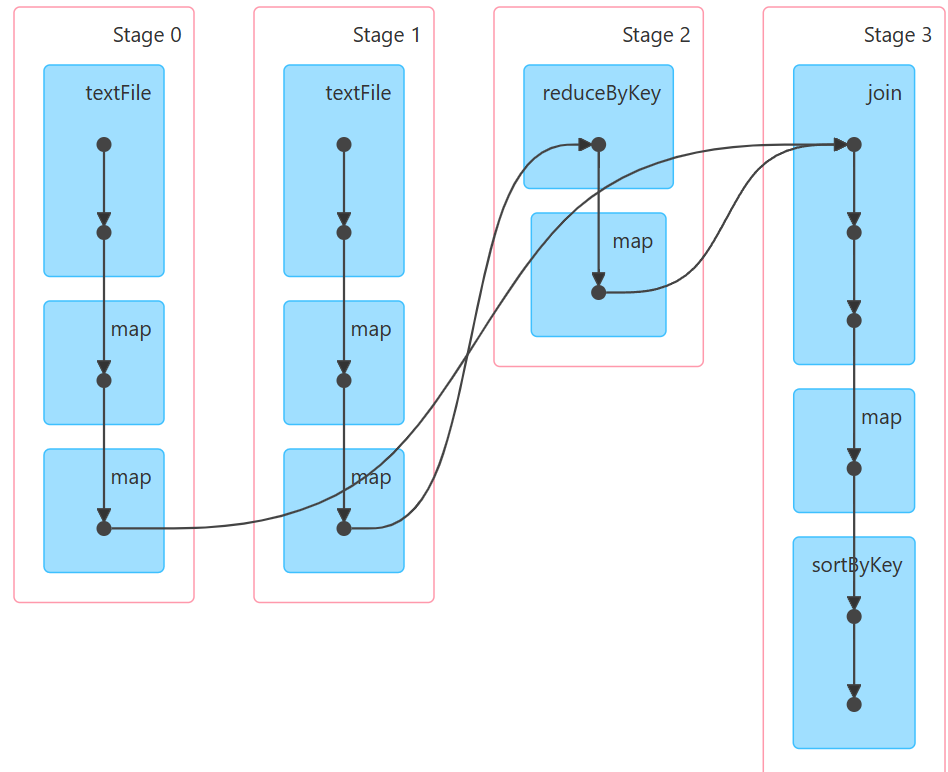 Stage 0
textFile
map
map
Stage 1
textFile
map
map
Stage 2
reduceByKey
map
Stage 3
join
map
sortByKey